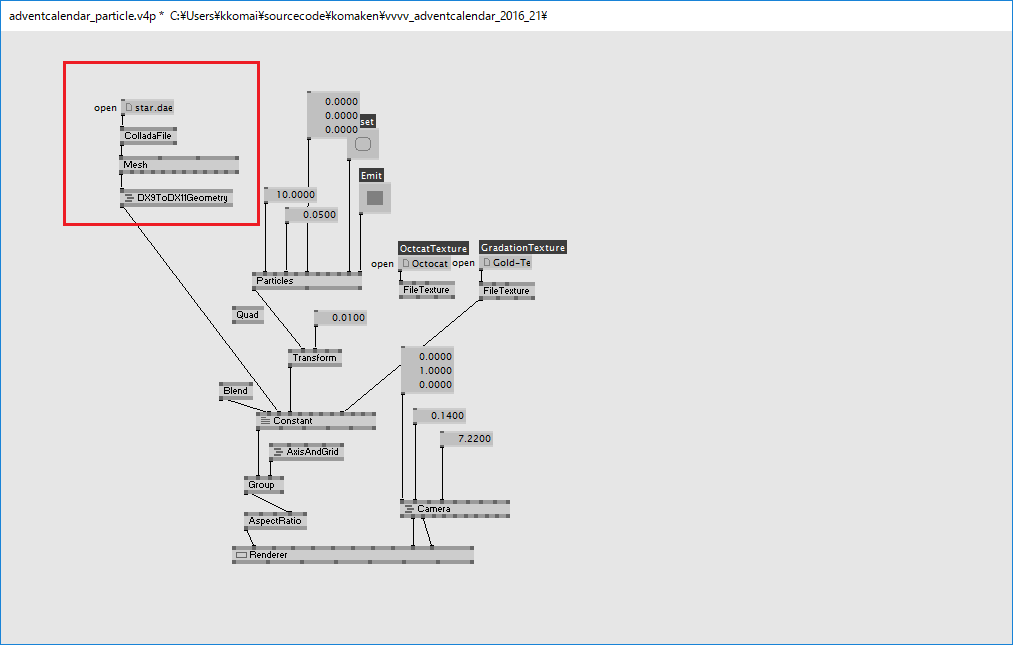 adventcalendar_particle.v4p *  C:¥Users¥kkomai¥sourcecode¥komaken¥vvvv_adventcalendar_2016_21¥
open
star.dae
ColladaFile
Mesh
DX9ToDX11Geometry
0.0000
0.0000
0.0000
set
Emit
10.0000
0.0500
OctcatTexture
GradationTexture
open
Octocat
open
Gold-Te
Particles
FileTexture
FileTexture
Quad
0.0100
Transform
0.0000
1.0000
0.0000
Blend
0.1400
Constant
7.2200
AxisAndGrid
Group
Camera
AspectRatio
Renderer